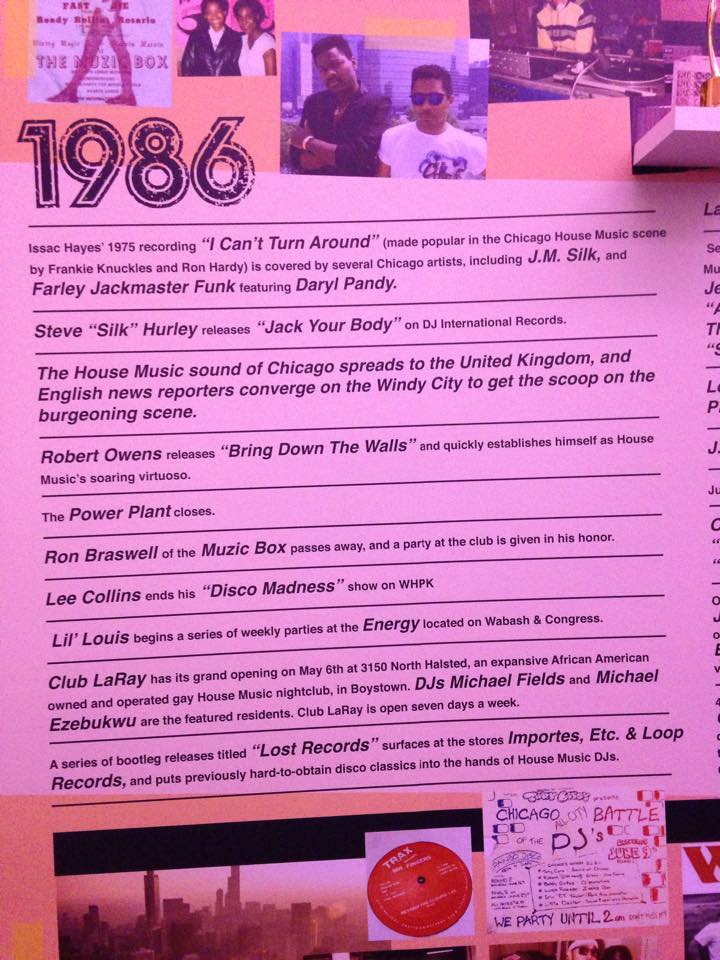 FAST
Rosario
THE MUZIC BOX
1986
Issac Hayes' 1975 recording "I Can't Turn Around" (made popular in the Chicago House Music scene
by Frankie Knuckles and Ron Hardy) is covered by several Chicago artists, including J.M. Silk, and
Farley Jackmaster Funk featuring Daryl Pandy.
Steve "Silk" Hurley releases "Jack Your Body" on DJ International Records.
The House Music sound of Chicago spreads to the United Kingdom, and
English news reporters converge on the Windy City to get the scoop on the
burgeoning scene.
Robert Owens releases "Bring Down The Walls" and quickly establishes himself as House
Music's soaring virtuoso.
The Power Plant closes.
Ron Braswell of the Muzic Box passes away, and a party at the club is given in his honor.
Lee Collins ends his "Disco Madness" show on WHPK
Lil' Louis begins a series of weekly parties at the Energy located on Wabash & Congress.
Club LaRay has its grand opening on May 6th at 3150 North Halsted, an expansive African American
owned and operated gay House Music nightclub, in Boystown. DJs Michael Fields and Michael
Ezebukwu are the featured residents. Club LaRay is open seven days a week.
A series of bootleg releases titled "Lost Records" surfaces at the stores Importes, Etc. & Loop
Records, and puts previously hard-to-obtain disco classics into the hands of House Music DJs.
TRAX
MR. FINGERS
CHICAGO ALL CITY BATTLE
OF THE DJ's
JUNE 9th
WE PARTY UNTIL 2am DON'T MISS IT